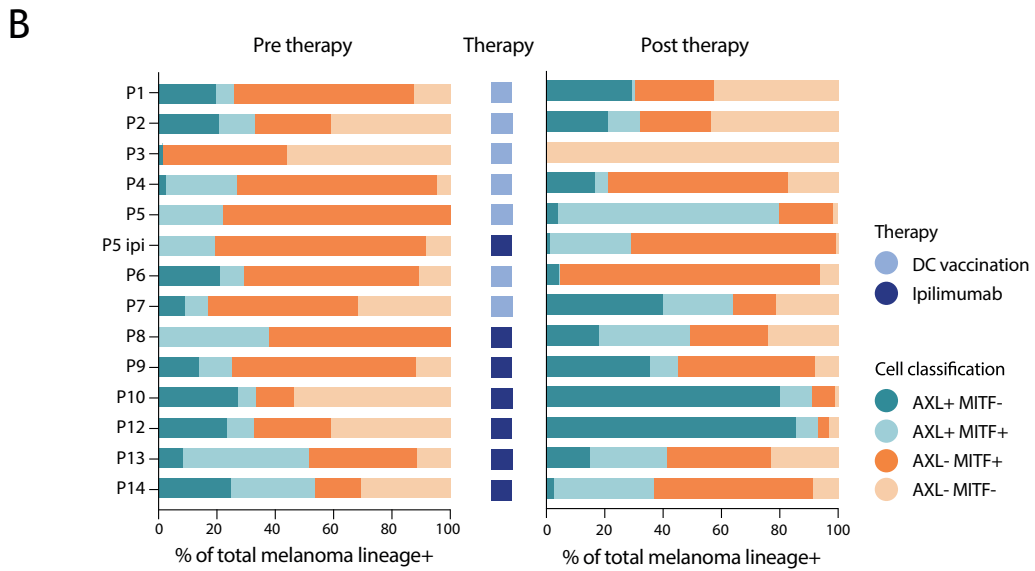 B
Pre therapy
Therapy
Post therapy
P1
P2
P3
P4
P5
P5 ipi
P6
P7
P8
P9
P10
P12
P13
P14
0 20 40 60 80 100
% of total melanoma lineage+
0 20 40 60 80 100
% of total melanoma lineage+
Therapy
DC vaccination
Ipilimumab
Cell classification
AXL+ MITF-
AXL+ MITF+
AXL- MITF+
AXL- MITF-